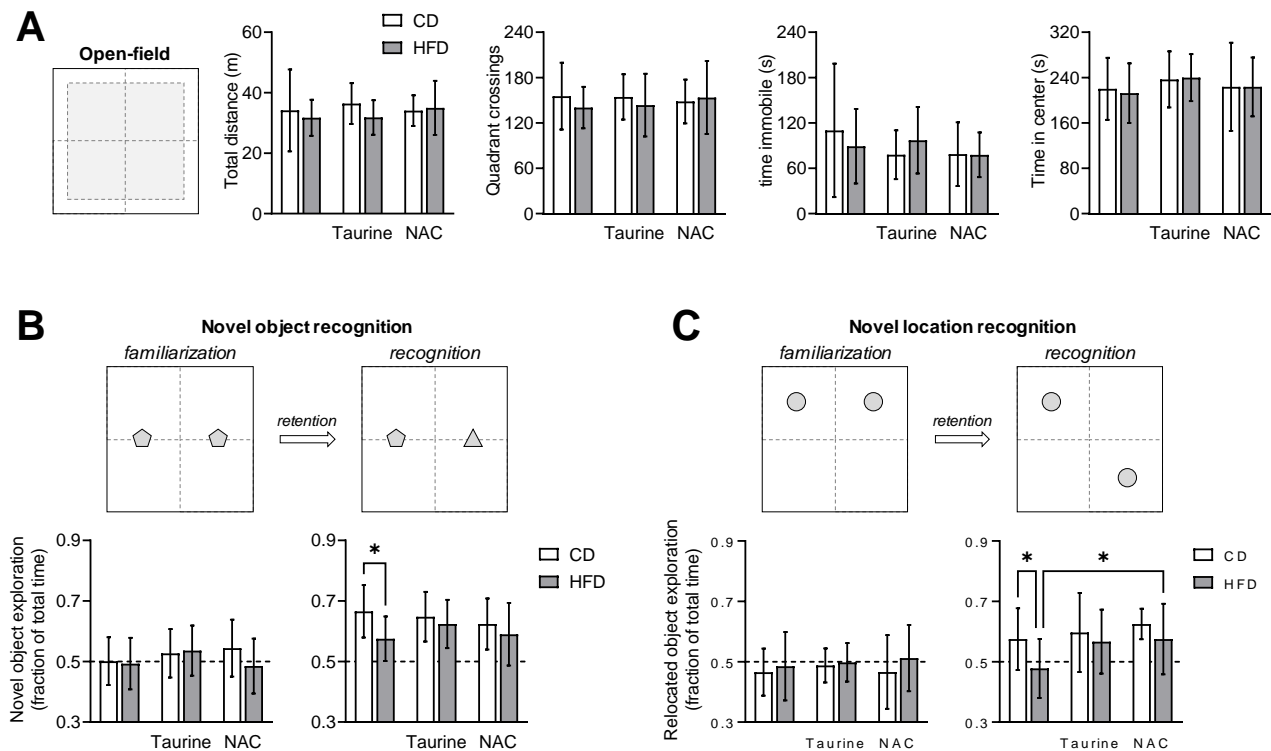 A
Open-field
Total distance (m)
60
40
20
0
Taurine NAC
CD
HFD
Quadrant crossings
240
180
120
60
0
Taurine NAC
time immobile (s)
240
180
120
60
0
Taurine NAC
Time in center (s)
320
240
160
80
0
Taurine NAC
B
Novel object recognition
familiarization
retention
recognition
Novel object exploration
(fraction of total time)
0.9
0.7
0.5
0.3
Taurine NAC
0.9
0.7
0.5
0.3
*
Taurine NAC
CD
HFD
C
Novel location recognition
familiarization
retention
recognition
Relocated object exploration
(fraction of total time)
0.9
0.7
0.5
0.3
Taurine NAC
0.9
0.7
0.5
0.3
* *
Taurine NAC
CD
HFD